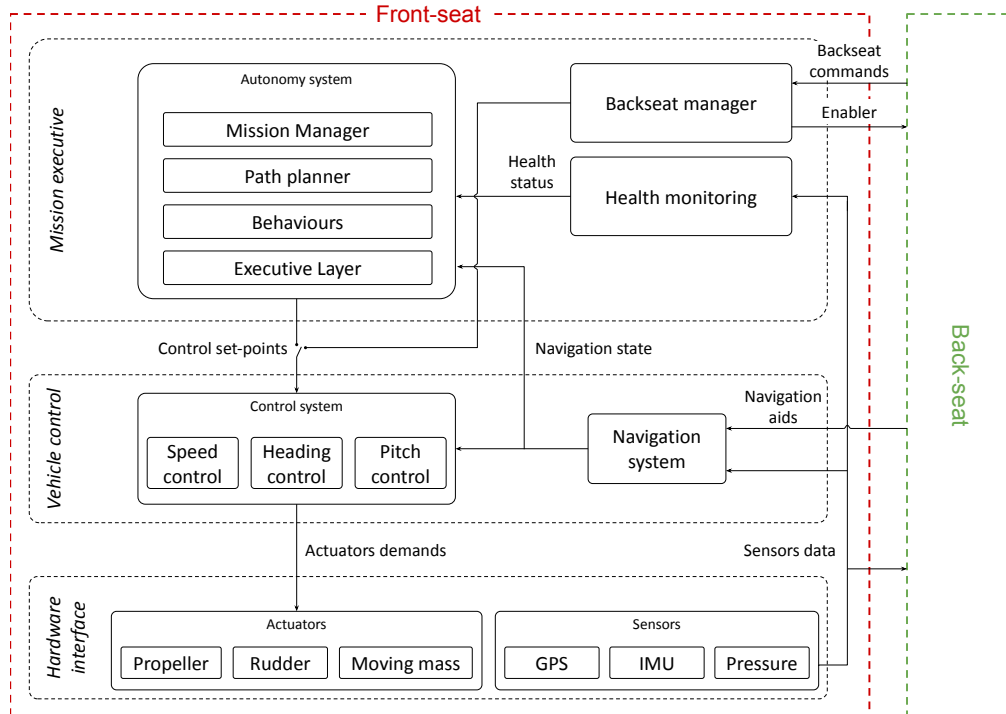 Front-seat
Mission executive
Autonomy system
Mission Manager
Path planner
Behaviours
Executive Layer
Backseat manager
Health
status
Health monitoring
Backseat
commands
Enabler
Control set-points
Navigation state
Vehicle control
Control system
Speed
control
Heading
control
Pitch
control
Navigation
system
Navigation
aids
Actuators demands
Sensors data
Hardware
interface
Actuators
Propeller
Rudder
Moving mass
Sensors
GPS
IMU
Pressure
Back-seat